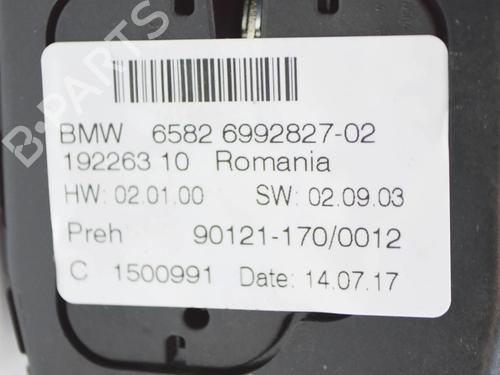 B-PARTS
BMW 6582 6992827-02
192263 10 Romania
HW: 02.01.00 SW: 02.09.03
Preh 90121-170/0012
C 1500991 Date: 14.07.17